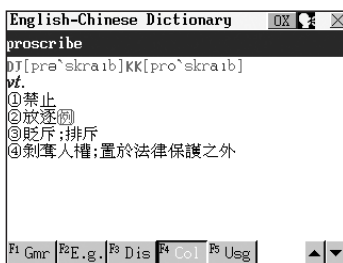 English-Chinese Dictionary OX
proscribe
DJ[prə`skraɪb]KK[pro`skraɪb]
vt.
①禁止
②放逐例
③貶斥;排斥
④剝奪人權;置於法律保護之外
F1 Gmr F2 E.g. F3 Dis F4 Col F5 Usg